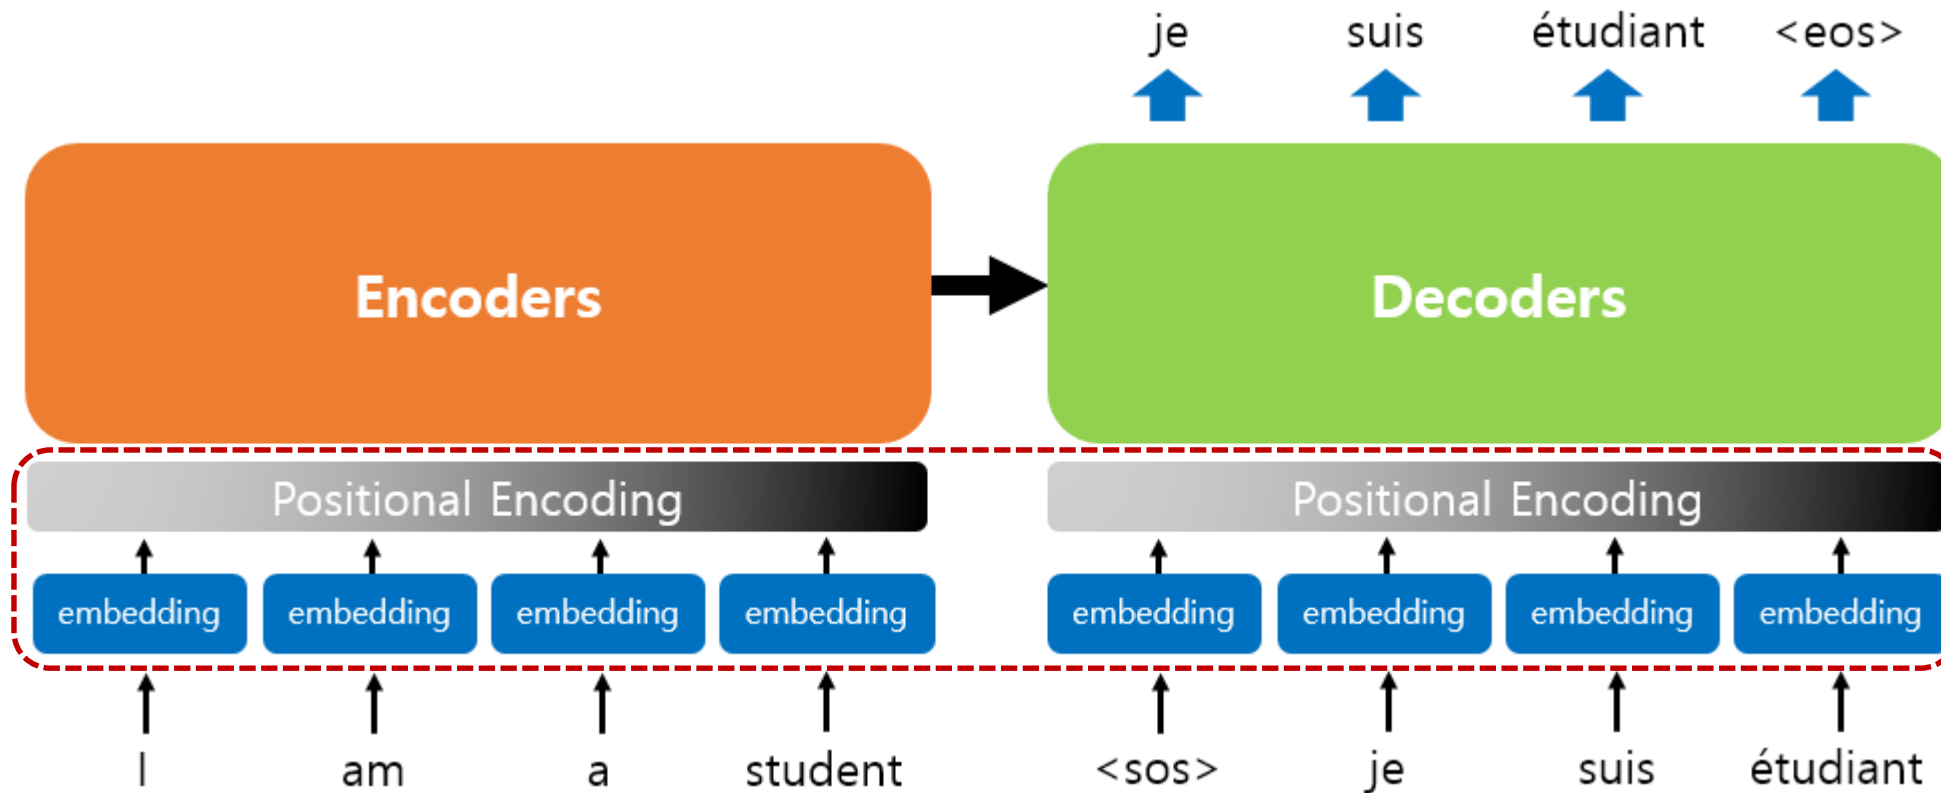 je suis étudiant <eos>
Encoders Decoders
Positional Encoding Positional Encoding
embedding embedding embedding embedding embedding embedding embedding embedding
I am a student <sos> je suis étudiant